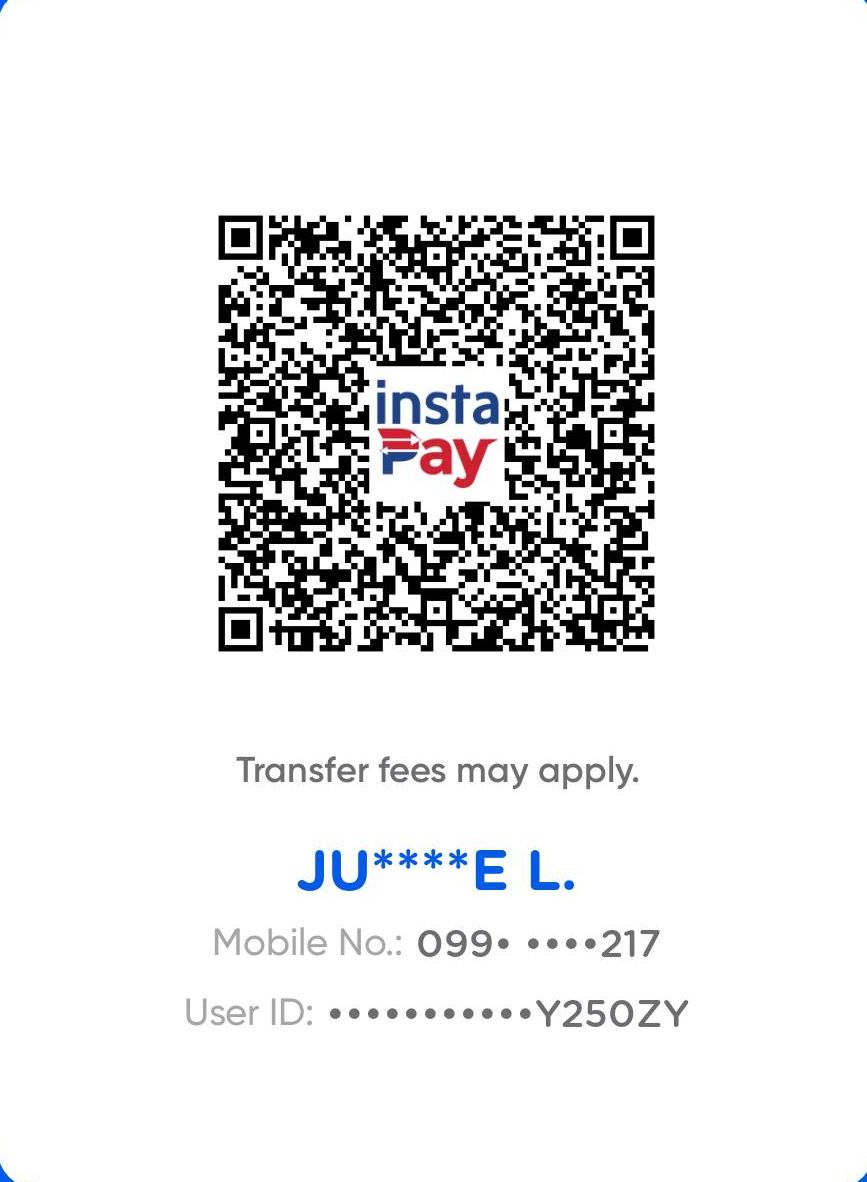 insta
Pay
Transfer fees may apply.
JU****E L.
Mobile No.: 099• ••••217
User ID: •••••••••••Y250ZY